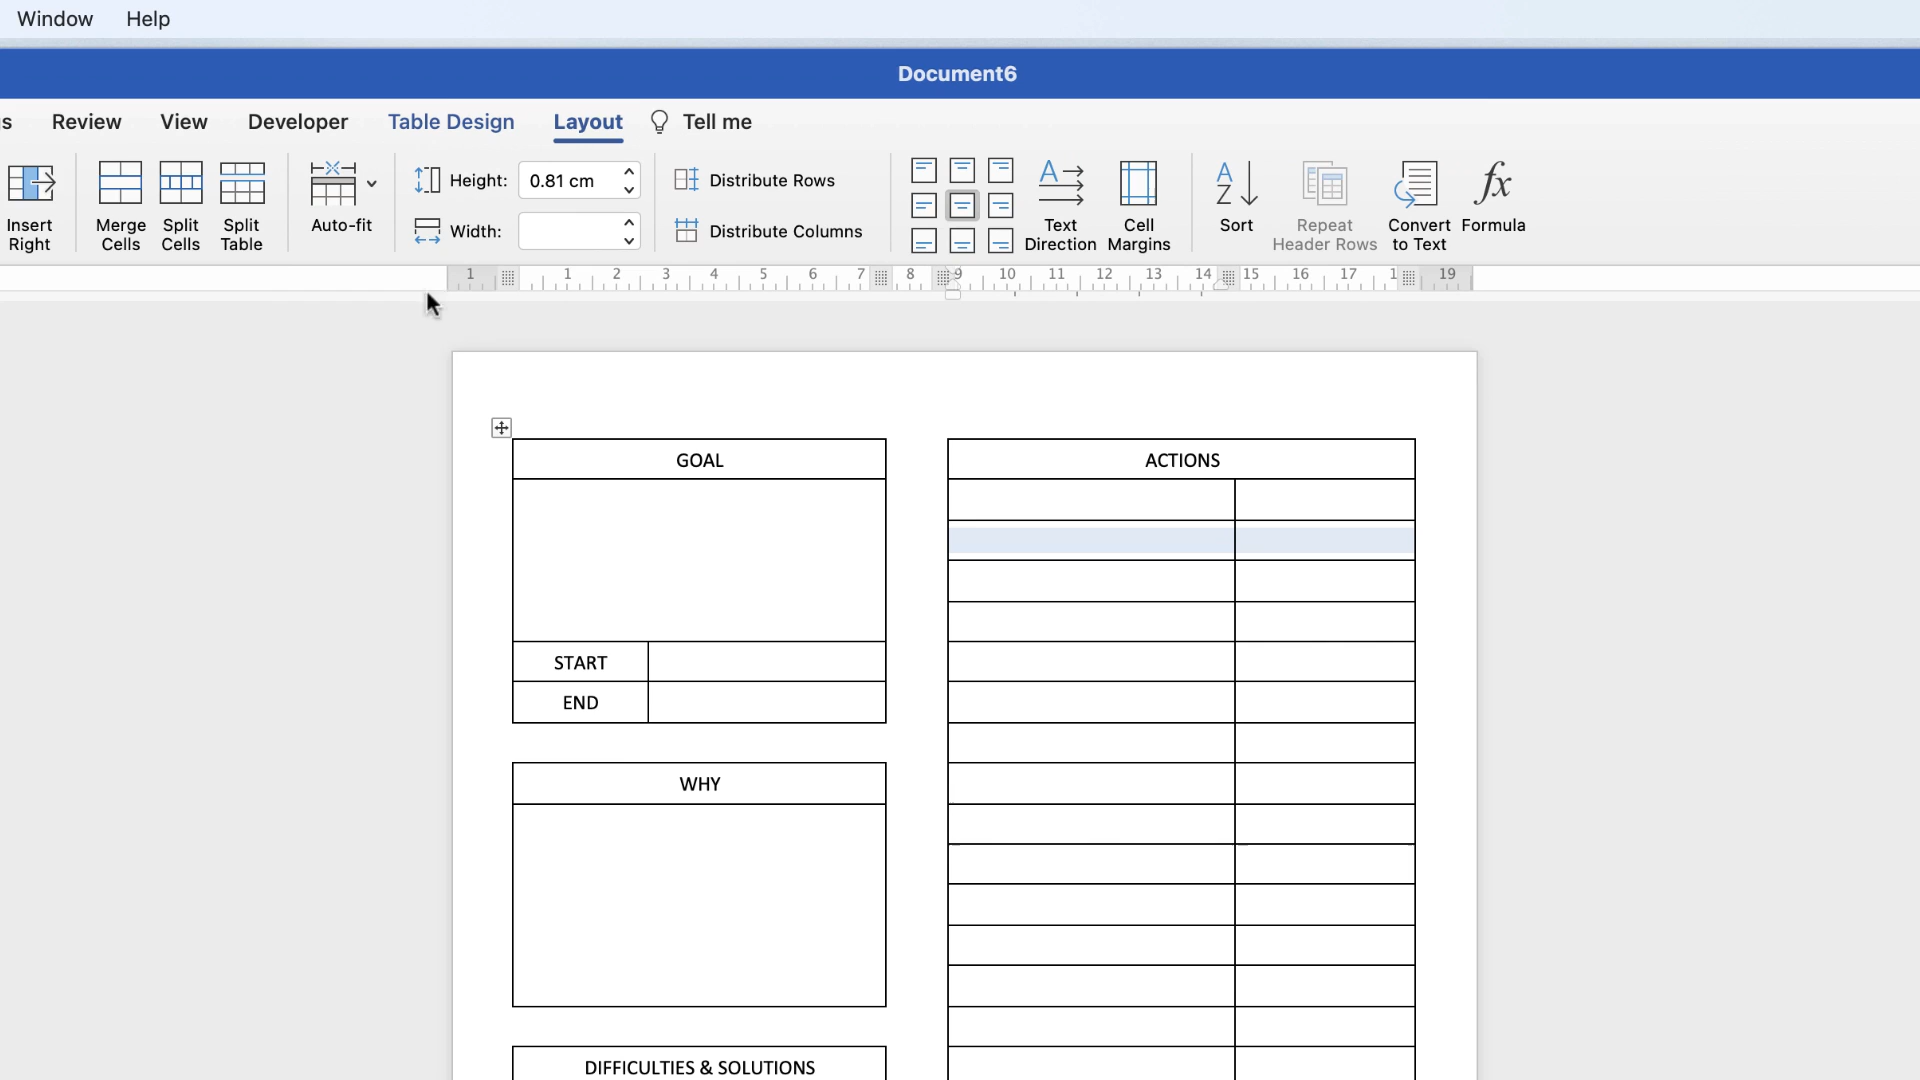 Window Help
Document6
s Review View Developer Table Design Layout Tell me
Insert Right
Merge Cells
Split Cells
Split Table
Auto-fit
Height: 0.81 cm
Width:
Distribute Rows
Distribute Columns
Text Direction
Cell Margins
A Z Sort
Repeat Header Rows
Convert to Text
fx Formula
1 1 2 3 4 5 6 7 8 9 10 11 12 13 14 15 16 17 1 19
GOAL
ACTIONS
START
END
WHY
DIFFICULTIES & SOLUTIONS